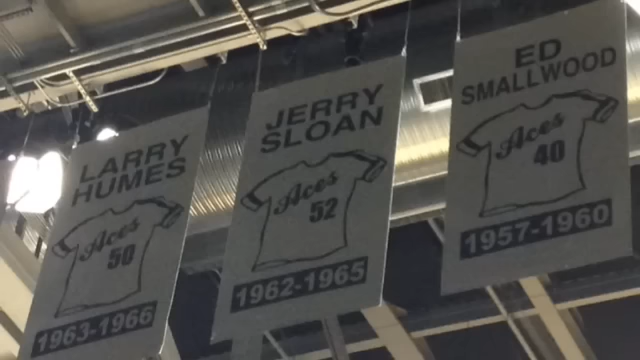 LARRY
HUMES
Aces
50
1963-1966
JERRY
SLOAN
Aces
52
1962-1965
ED
SMALLWOOD
Aces
40
1957-1960